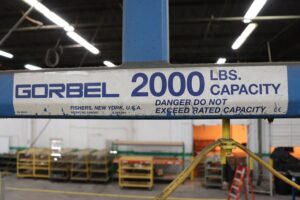 GORBEL 2000 LBS. CAPACITY
FISHERS, NEW YORK, U.S.A.
DANGER DO NOT
EXCEED RATED CAPACITY